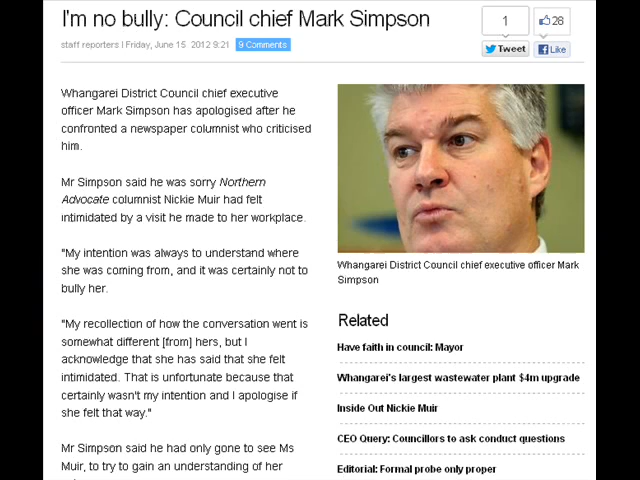 I'm no bully: Council chief Mark Simpson
1
28
Tweet
Like
staff reporters | Friday, June 15 2012 9:21 9 Comments
Whangarei District Council chief executive
officer Mark Simpson has apologised after he
confronted a newspaper columnist who criticised
him.
Mr Simpson said he was sorry Northern
Advocate columnist Nickie Muir had felt
intimidated by a visit he made to her workplace.
"My intention was always to understand where
she was coming from, and it was certainly not to
bully her.
"My recollection of how the conversation went is
somewhat different [from] hers, but I
acknowledge that she has said that she felt
intimidated. That is unfortunate because that
certainly wasn't my intention and I apologise if
she felt that way."
Mr Simpson said he had only gone to see Ms
Muir, to try to gain an understanding of her
Whangarei District Council chief executive officer Mark
Simpson
Related
Have faith in council: Mayor
Whangarei's largest wastewater plant $4m upgrade
Inside Out Nickie Muir
CEO Query: Councillors to ask conduct questions
Editorial: Formal probe only proper